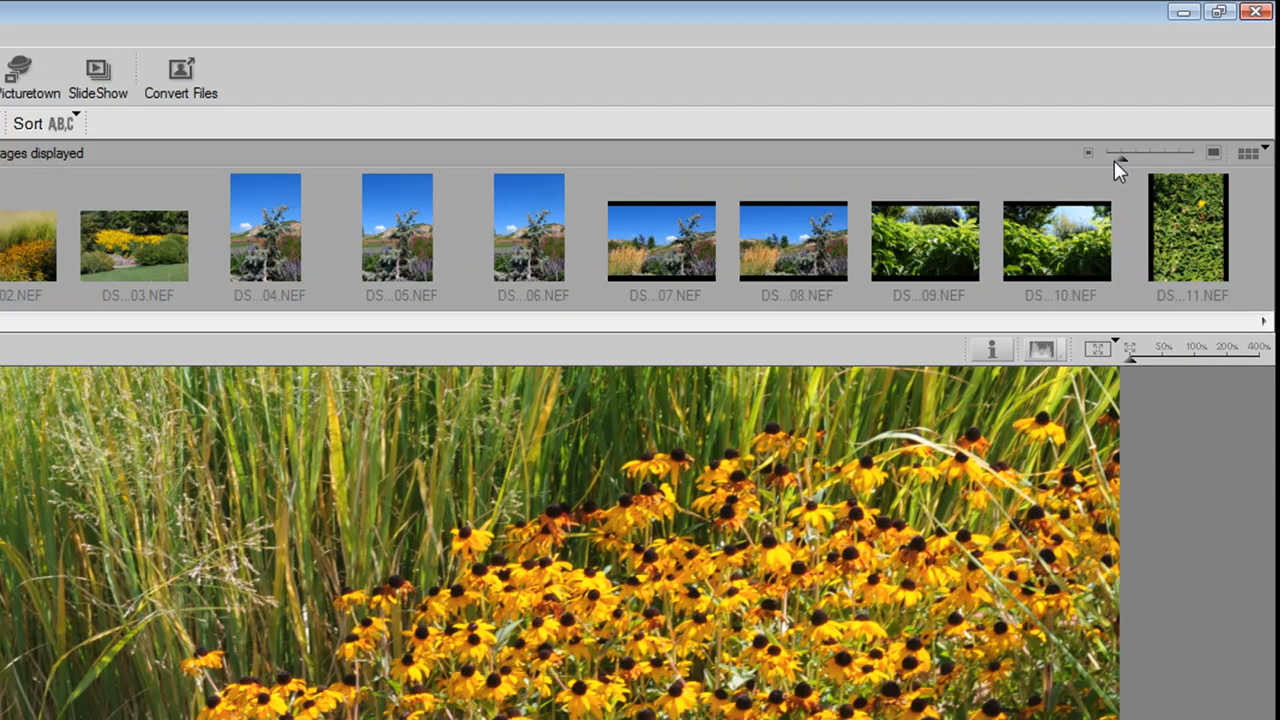 Picturetown SlideShow Convert Files
Sort AB,C
ages displayed
02.NEF DS...03.NEF DS...04.NEF DS...05.NEF DS...06.NEF DS...07.NEF DS...08.NEF DS...09.NEF DS...10.NEF DS...11.NEF
i 50% 100% 200% 400%